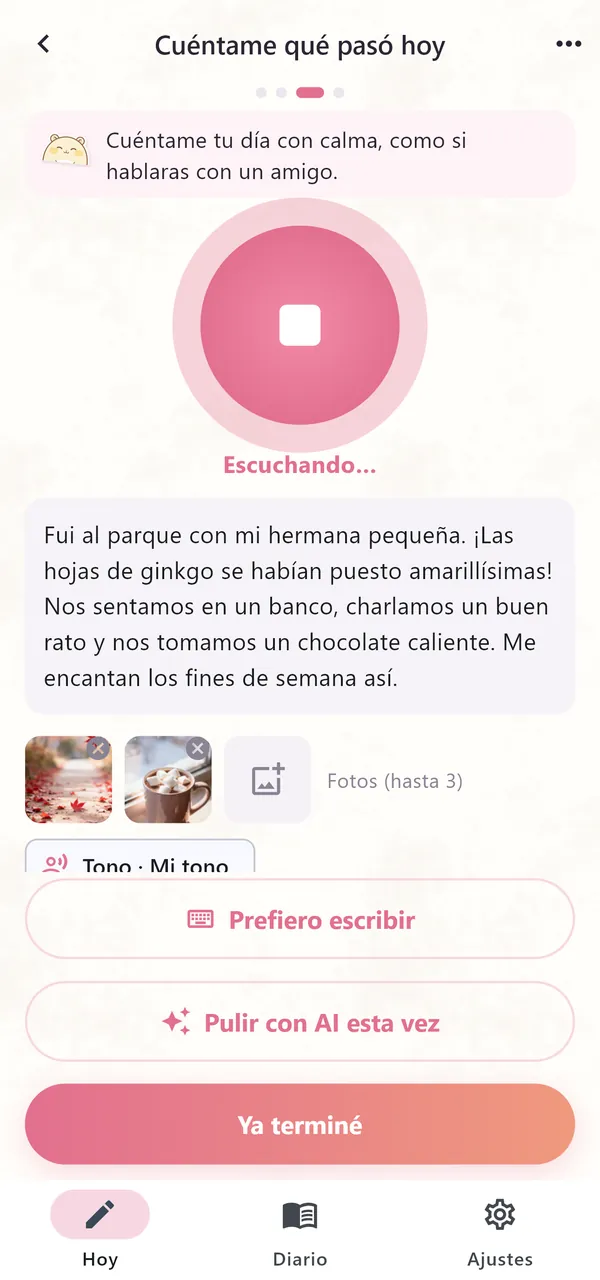 Cuéntame qué pasó hoy
Cuéntame tu día con calma, como si
hablaras con un amigo.
Escuchando...
Fui al parque con mi hermana pequeña. ¡Las
hojas de ginkgo se habían puesto amarillísimas!
Nos sentamos en un banco, charlamos un buen
rato y nos tomamos un chocolate caliente. Me
encantan los fines de semana así.
Fotos (hasta 3)
Tono · Mi tono
Prefiero escribir
Pulir con AI esta vez
Ya terminé
Hoy
Diario
Ajustes